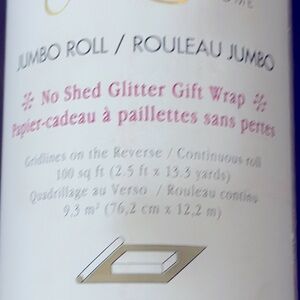 JUMBO ROLL / ROULEAU JUMBO
No Shed Glitter Gift Wrap
Papier-cadeau à paillettes sans pertes
Gridlines on the Reverse / Continuous roll
100 sq ft (2.5 ft x 13.3 yards)
Quadrillage au Verso / Rouleau continu
9,3 m² (76,2 cm x 12,2 m)